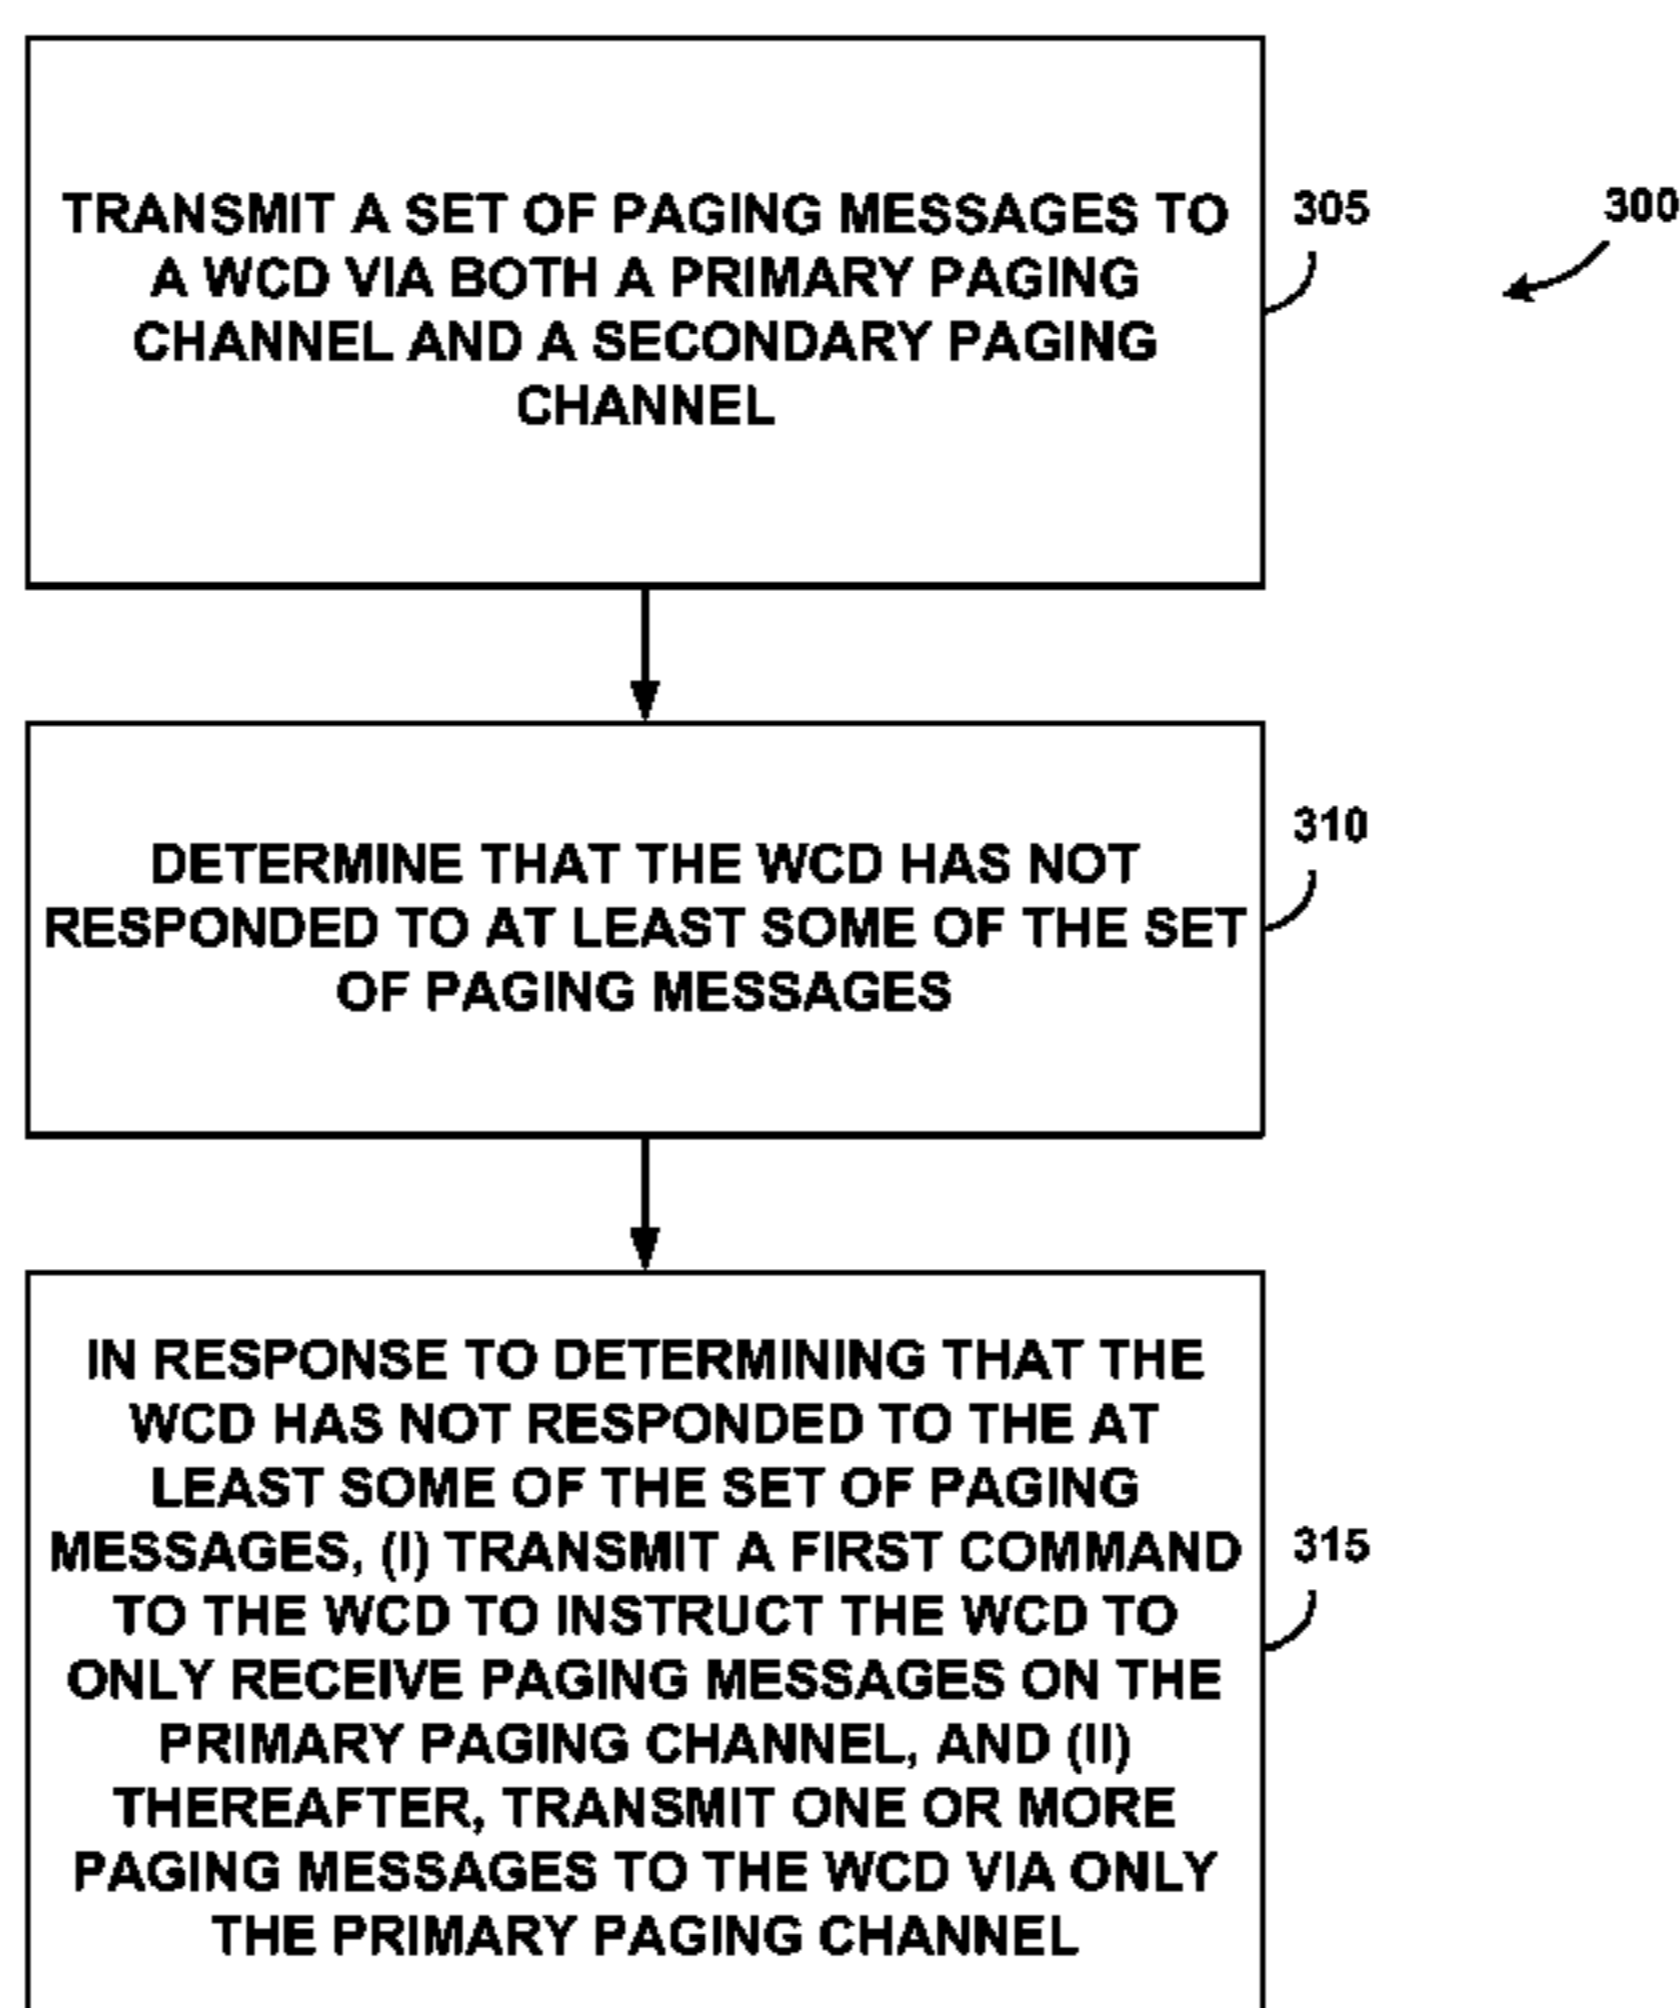 TRANSMIT A SET OF PAGING MESSAGES TO
A WCD VIA BOTH A PRIMARY PAGING
CHANNEL AND A SECONDARY PAGING
CHANNEL
305
300
DETERMINE THAT THE WCD HAS NOT
RESPONDED TO AT LEAST SOME OF THE SET
OF PAGING MESSAGES
310
IN RESPONSE TO DETERMINING THAT THE
WCD HAS NOT RESPONDED TO THE AT
LEAST SOME OF THE SET OF PAGING
MESSAGES, (I) TRANSMIT A FIRST COMMAND
TO THE WCD TO INSTRUCT THE WCD TO
ONLY RECEIVE PAGING MESSAGES ON THE
PRIMARY PAGING CHANNEL, AND (II)
THEREAFTER, TRANSMIT ONE OR MORE
PAGING MESSAGES TO THE WCD VIA ONLY
THE PRIMARY PAGING CHANNEL
315